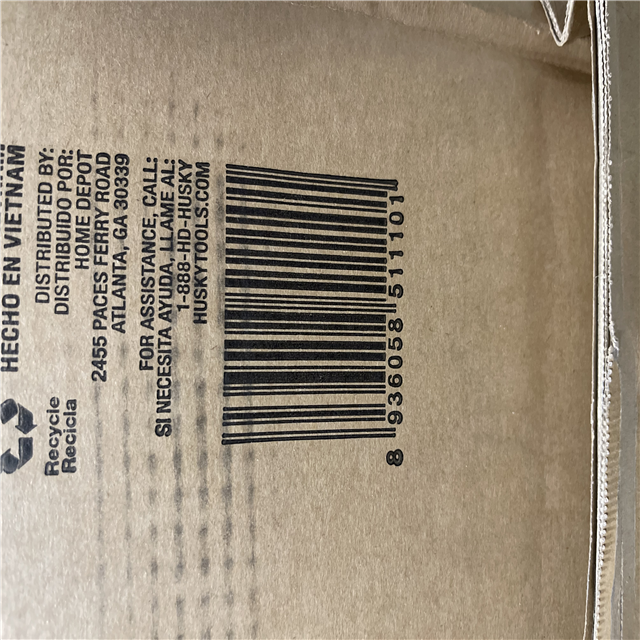 HECHO EN VIETNAM
DISTRIBUTED BY:
DISTRIBUIDO POR:
HOME DEPOT
2455 PACES FERRY ROAD
ATLANTA, GA 30339
FOR ASSISTANCE, CALL:
SI NECESITA AYUDA, LLAME AL:
1-888-HD-HUSKY
HUSKYTOOLS.COM
Recycle
Recicla
8 936058 511101